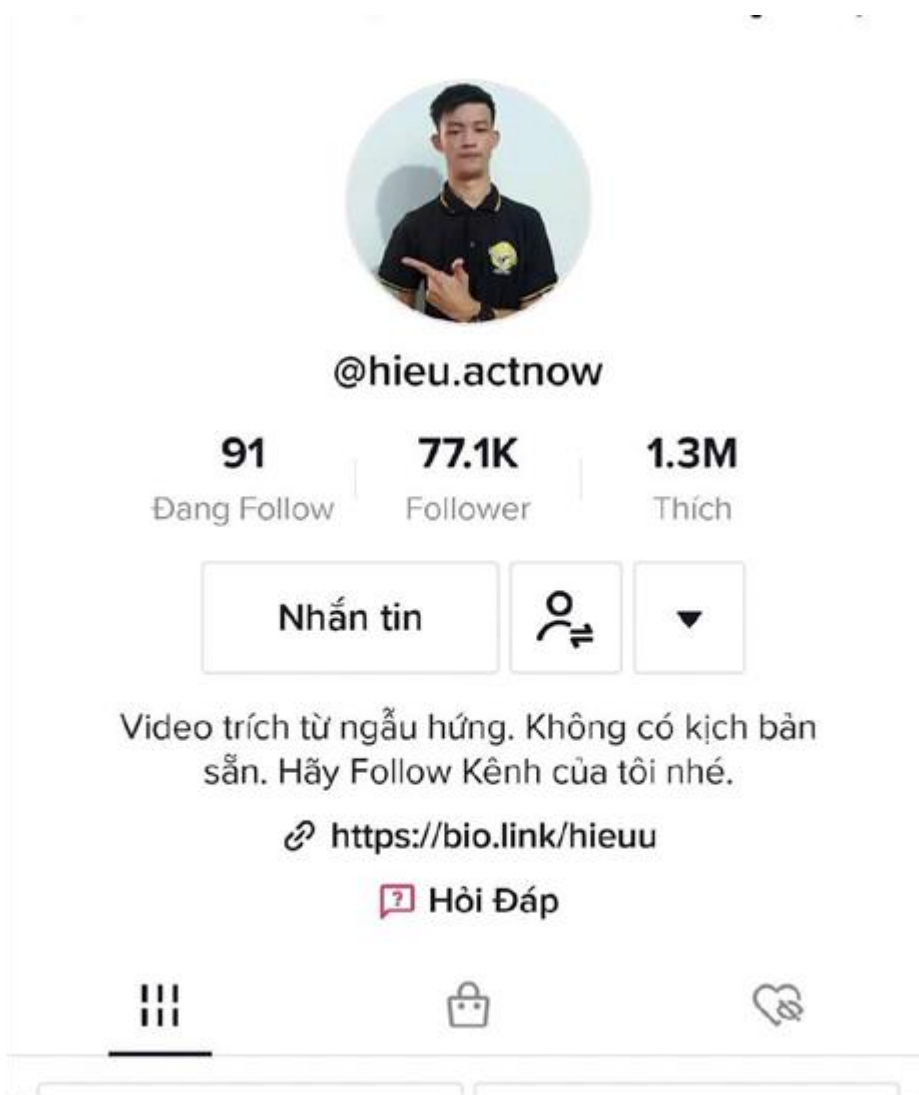 @hieu.actnow
91 77.1K 1.3M
Đang Follow Follower Thích
Nhắn tin
Video trích từ ngẫu hứng. Không có kịch bản
sẵn. Hãy Follow Kênh của tôi nhé.
https://bio.link/hieuu
Hỏi Đáp